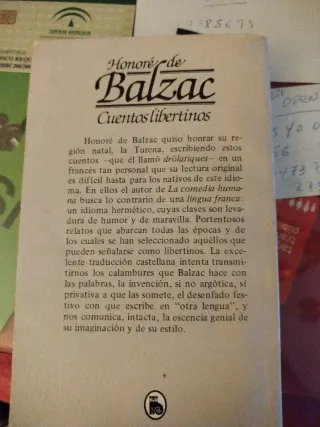 Honoré de
Balzac
Cuentos libertinos
Honoré de Balzac quiso honrar su re-
gión natal, la Turena, escribiendo estos
cuentos —que él llamó drôlatiques— en un
francés tan personal que su lectura original
es difícil hasta para los nativos de este idio-
ma. En ellos el autor de La comedia huma-
na busca lo contrario de una lingua franca:
un idioma hermético, cuyas claves son leva-
dura de humor y de maravilla. Portentosos
relatos que abarcan todas las épocas y de
los cuales se han seleccionado aquéllos que
pueden señalarse como libertinos. La exce-
lente traducción castellana intenta transmi-
tirnos los calambures que Balzac hace con
las palabras, la invención, si no argótica, sí
privativa a que las somete, el desenfado fes-
tivo con que escribe en “otra lengua”, y
nos comunica, intacta, la escencia genial de
su imaginación y de su estilo.